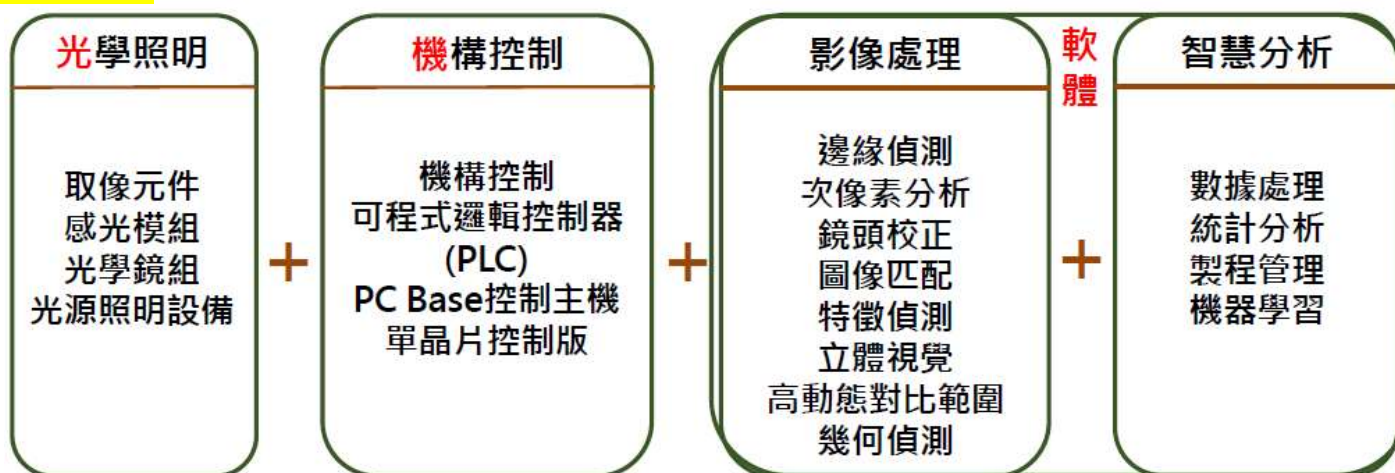 光學照明
取像元件
感光模組
光學鏡組
光源照明設備
+
機構控制
機構控制
可程式邏輯控制器
(PLC)
PC Base控制主機
單晶片控制版
+
影像處理
邊緣偵測
次像素分析
鏡頭校正
圖像匹配
特徵偵測
立體視覺
高動態對比範圍
幾何偵測
軟
體
+
智慧分析
數據處理
統計分析
製程管理
機器學習